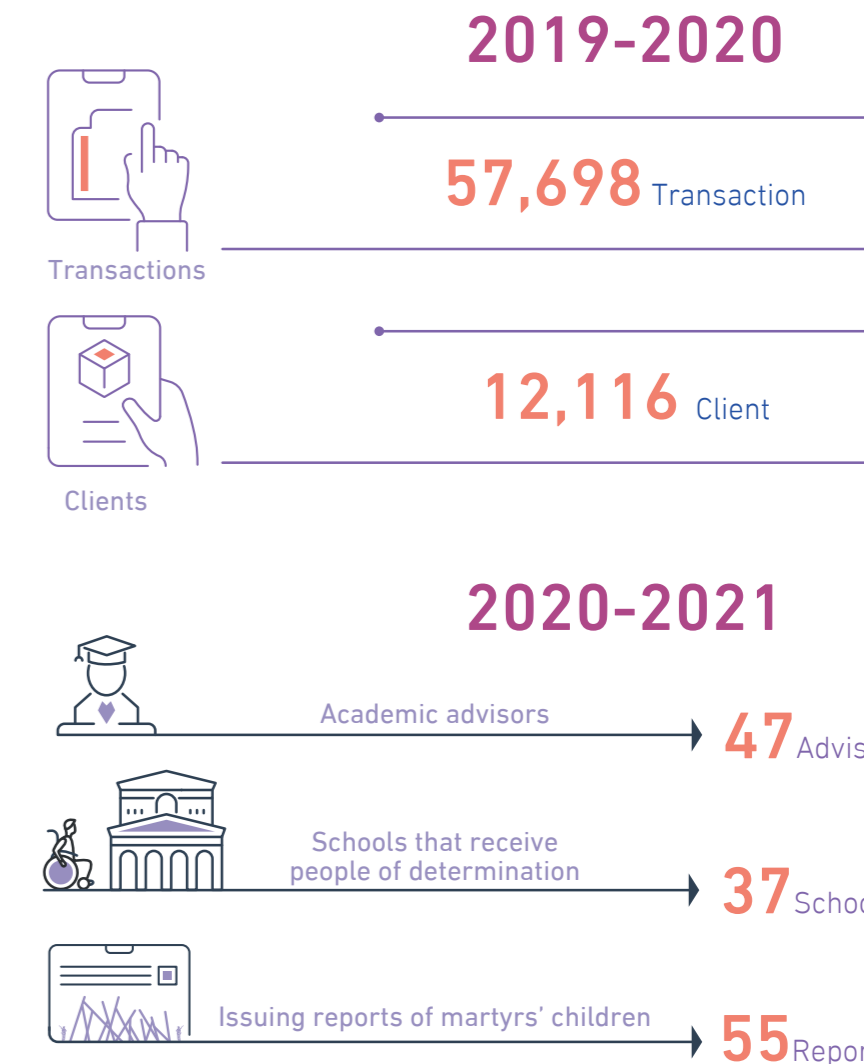 2019-2020
57,698 Transaction
Transactions
12,116 Client
Clients
2020-2021
Academic advisors
47
Schools that receive
people of determination
37
Issuing reports of martyrs' children
55